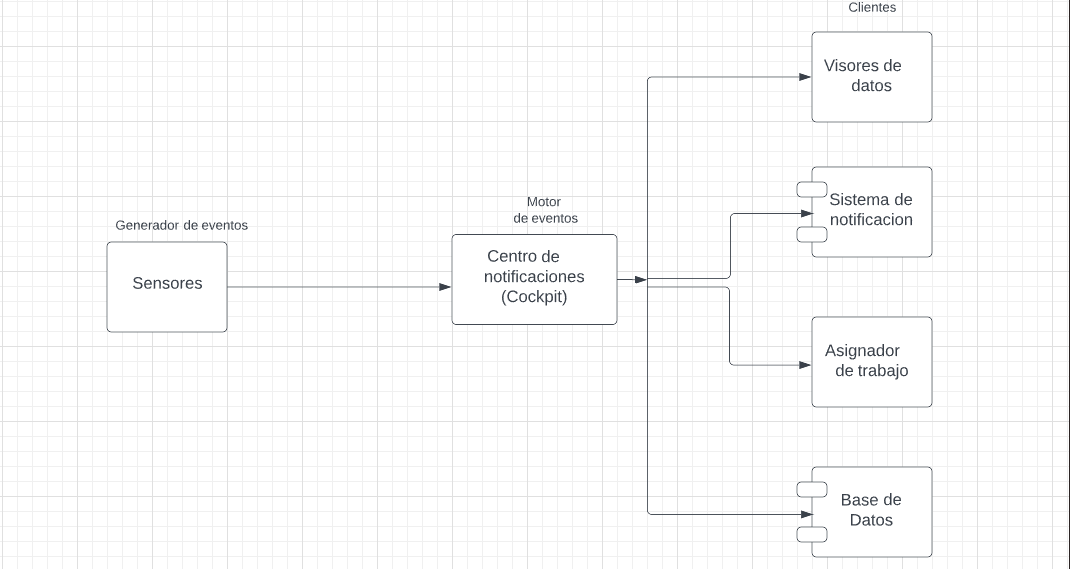 Clientes
Visores de
datos
Sistema de
notificacion
Motor
de eventos
Generador de eventos
Centro de
notificaciones
(Cockpit)
Sensores
Asignador
de trabajo
Base de
Datos